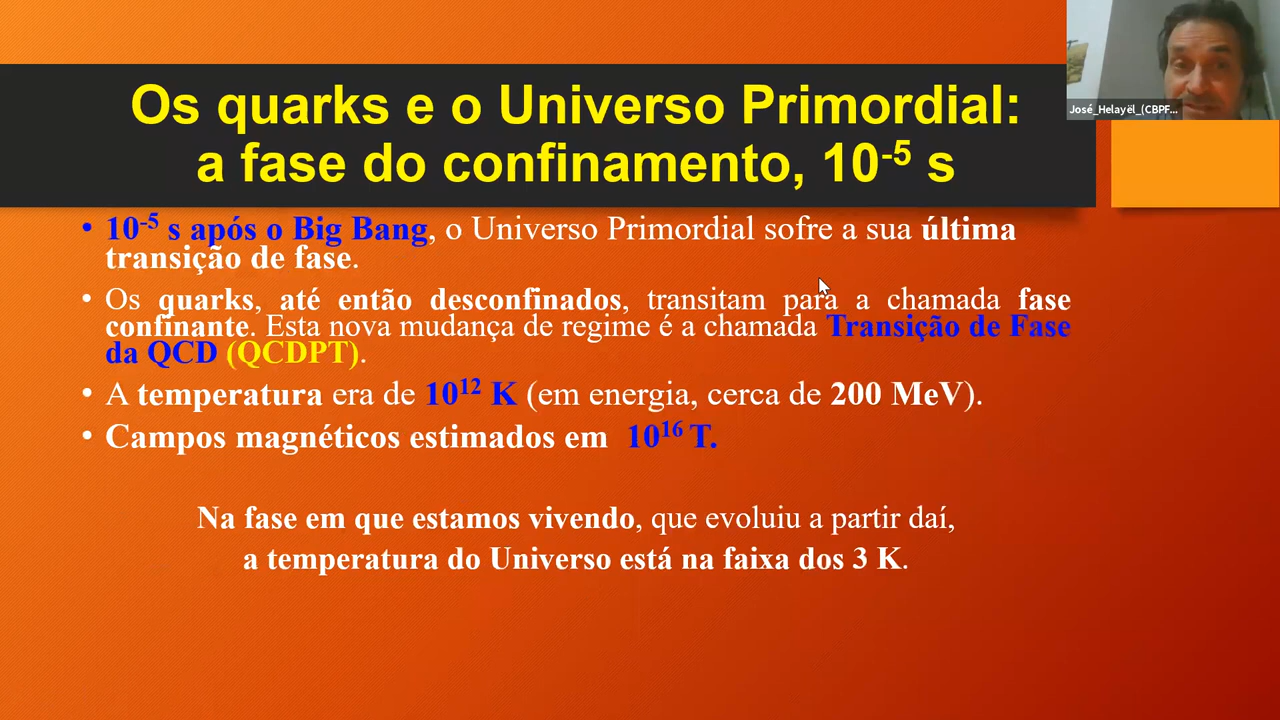 Os quarks e o Universo Primordial:
a fase do confinamento, 10⁻⁵ s
José_Helayël_(CBPF...
• 10⁻⁵ s após o Big Bang, o Universo Primordial sofre a sua última
transição de fase.
• Os quarks, até então desconfinados, transitam para a chamada fase
confinante. Esta nova mudança de regime é a chamada Transição de Fase
da QCD (QCDPT).
• A temperatura era de 10¹² K (em energia, cerca de 200 MeV).
• Campos magnéticos estimados em 10¹⁶ T.
Na fase em que estamos vivendo, que evoluiu a partir daí,
a temperatura do Universo está na faixa dos 3 K.